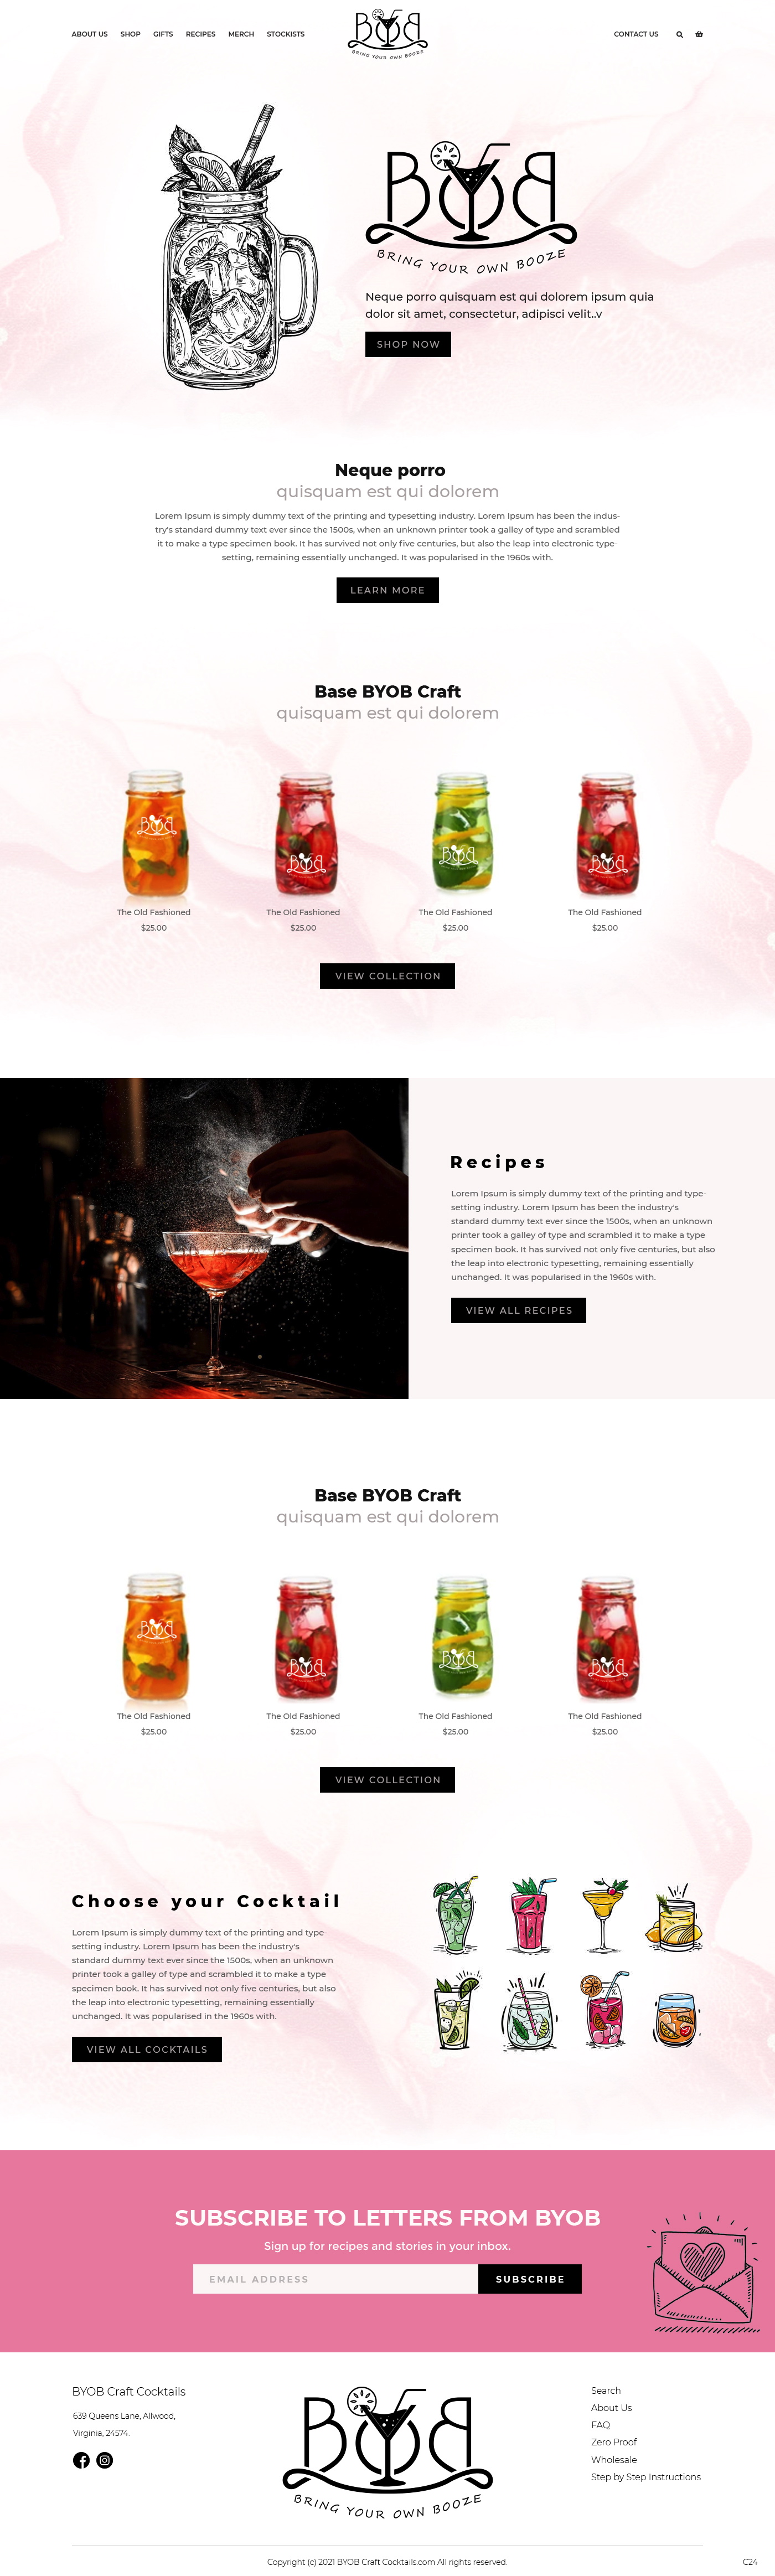 ABOUT US SHOP GIFTS RECIPES MERCH STOCKISTS
BYOB
BRING YOUR OWN BOOZE
CONTACT US
BYOB
BRING YOUR OWN BOOZE
Neque porro quisquam est qui dolorem ipsum quia
dolor sit amet, consectetur, adipisci velit..v
SHOP NOW
Neque porro
quisquam est qui dolorem
Lorem Ipsum is simply dummy text of the printing and typesetting industry. Lorem Ipsum has been the indus-
try's standard dummy text ever since the 1500s, when an unknown printer took a galley of type and scrambled
it to make a type specimen book. It has survived not only five centuries, but also the leap into electronic type-
setting, remaining essentially unchanged. It was popularised in the 1960s with.
LEARN MORE
Base BYOB Craft
quisquam est qui dolorem
BYOB
BYOB
BYOB
BYOB
The Old Fashioned
$25.00
The Old Fashioned
$25.00
The Old Fashioned
$25.00
The Old Fashioned
$25.00
VIEW COLLECTION
Recipes
Lorem Ipsum is simply dummy text of the printing and type-
setting industry. Lorem Ipsum has been the industry's
standard dummy text ever since the 1500s, when an unknown
printer took a galley of type and scrambled it to make a type
specimen book. It has survived not only five centuries, but also
the leap into electronic typesetting, remaining essentially
unchanged. It was popularised in the 1960s with.
VIEW ALL RECIPES
Base BYOB Craft
quisquam est qui dolorem
BYOB
BYOB
BYOB
BYOB
The Old Fashioned
$25.00
The Old Fashioned
$25.00
The Old Fashioned
$25.00
The Old Fashioned
$25.00
VIEW COLLECTION
Choose your Cocktail
Lorem Ipsum is simply dummy text of the printing and type-
setting industry. Lorem Ipsum has been the industry's
standard dummy text ever since the 1500s, when an unknown
printer took a galley of type and scrambled it to make a type
specimen book. It has survived not only five centuries, but also
the leap into electronic typesetting, remaining essentially
unchanged. It was popularised in the 1960s with.
VIEW ALL COCKTAILS
SUBSCRIBE TO LETTERS FROM BYOB
Sign up for recipes and stories in your inbox.
EMAIL ADDRESS
SUBSCRIBE
BYOB Craft Cocktails
639 Queens Lane, Allwood,
Virginia, 24574.
BYOB
BRING YOUR OWN BOOZE
Search
About Us
FAQ
Zero Proof
Wholesale
Step by Step Instructions
Copyright (c) 2021 BYOB Craft Cocktails.com All rights reserved.
C24